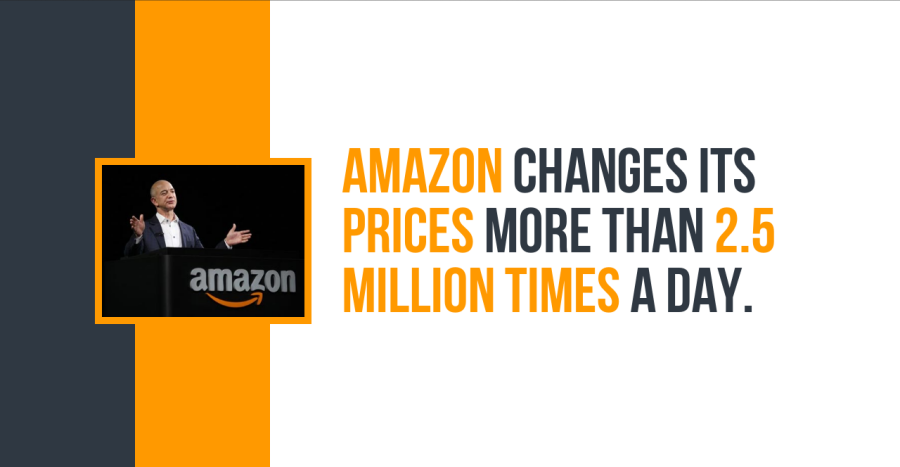 amazon
AMAZON CHANGES ITS
PRICES MORE THAN 2.5
MILLION TIMES A DAY.